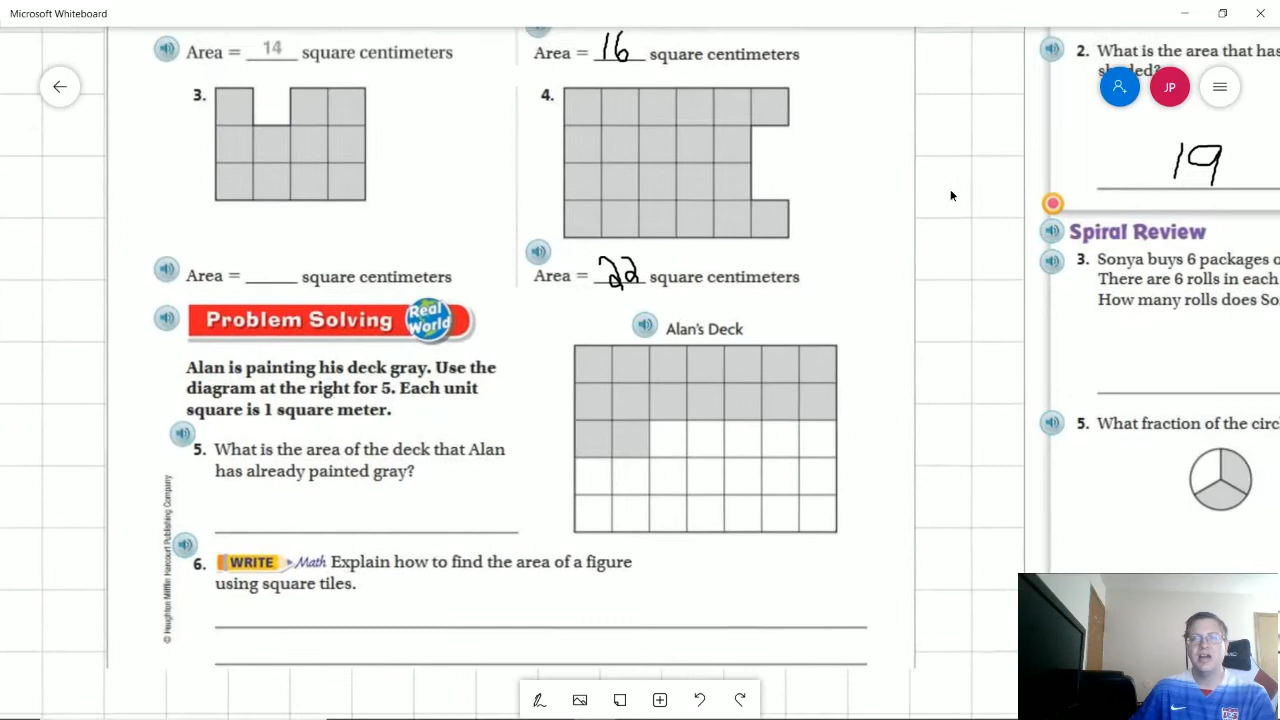 Microsoft Whiteboard
Area = 14 square centimeters
Area = 16 square centimeters
3.
4.
Area = ____ square centimeters
Area = 22 square centimeters
Problem Solving Real World
Alan is painting his deck gray. Use the
diagram at the right for 5. Each unit
square is 1 square meter.
5. What is the area of the deck that Alan
has already painted gray?
Alan's Deck
6. WRITE Math Explain how to find the area of a figure
using square tiles.
© Houghton Mifflin Harcourt Publishing Company
2. What is the area that has
shaded?
JP
19
Spiral Review
3. Sonya buys 6 packages
There are 6 rolls in each
How many rolls does
5. What fraction of the